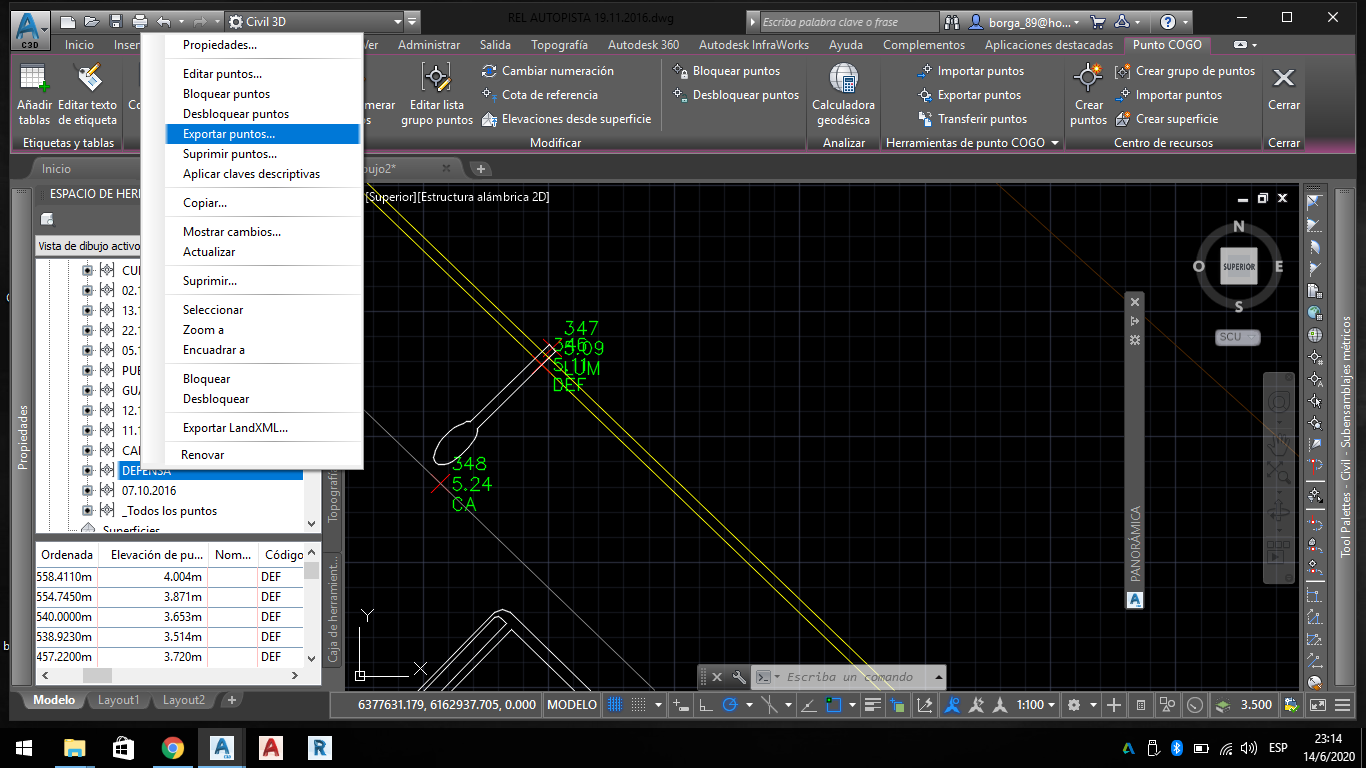 A
C3D
Civil 3D
REL AUTOPISTA 19.11.2016.dwg
Escriba palabra clave o frase
borga_89@ho...
Inicio
Inser
Ver
Administrar
Salida
Topografía
Autodesk 360
Autodesk InfraWorks
Ayuda
Complementos
Aplicaciones destacadas
Punto COGO
Añadir tablas
Editar texto de etiqueta
Etiquetas y tablas
Co
merar
ntos
Editar lista grupo puntos
Cambiar numeración
Cota de referencia
Elevaciones desde superficie
Bloquear puntos
Desbloquear puntos
Modificar
Calculadora geodésica
Analizar
Importar puntos
Exportar puntos
Transferir puntos
Herramientas de punto COGO
Crear puntos
Crear grupo de puntos
Importar puntos
Crear superficie
Centro de recursos
Cerrar
Cerrar
Propiedades...
Editar puntos...
Bloquear puntos
Desbloquear puntos
Exportar puntos...
Suprimir puntos...
Aplicar claves descriptivas
Copiar...
Mostrar cambios...
Actualizar
Suprimir...
Seleccionar
Zoom a
Encuadrar a
Bloquear
Desbloquear
Exportar LandXML...
Renovar
Inicio
bujo2*
ESPACIO DE HERI
Vista de dibujo activo
CUI
02.1
13.1
22.1
05.1
PUE
GUA
12.1
11.1
CAL
DEFENSA
07.10.2016
_Todos los puntos
Superficies
Propiedades
Topografí
Caja de herramient...
Ordenada Elevación de pu... Nom... Código
558.4110m 4.004m DEF
554.7450m 3.871m DEF
540.0000m 3.653m DEF
538.9230m 3.514m DEF
457.2200m 3.720m DEF
[Superior][Estructura alámbrica 2D]
347
5.09
LUM
346
5.11
DEF
348
5.24
CA
Y
X
N
O
SUPERIOR
E
S
SCU
PANORÁMICA
Tool Palettes - Civil - Subensamblajes métricos
Escriba un comando
Modelo
Layout1
Layout2
6377631.179, 6162937.705, 0.000
MODELO
1:100
3.500
ESP
23:14
14/6/2020